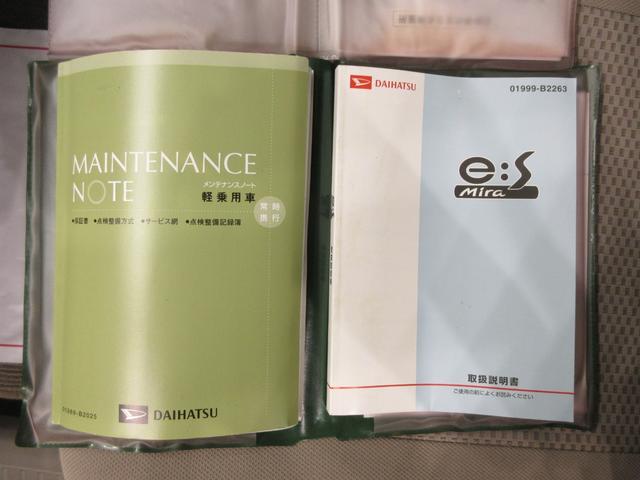 MAINTENANCE
NOTE
メンテナンスノート
軽乗用車
常時
携行
●保証書 ●点検整備方式 ●サービス網 ●点検整備記録簿
01999-B2025
DAIHATSU
DAIHATSU
01999-B2263
e:S
Mira
取扱説明書
ご使用の前によくお読みください